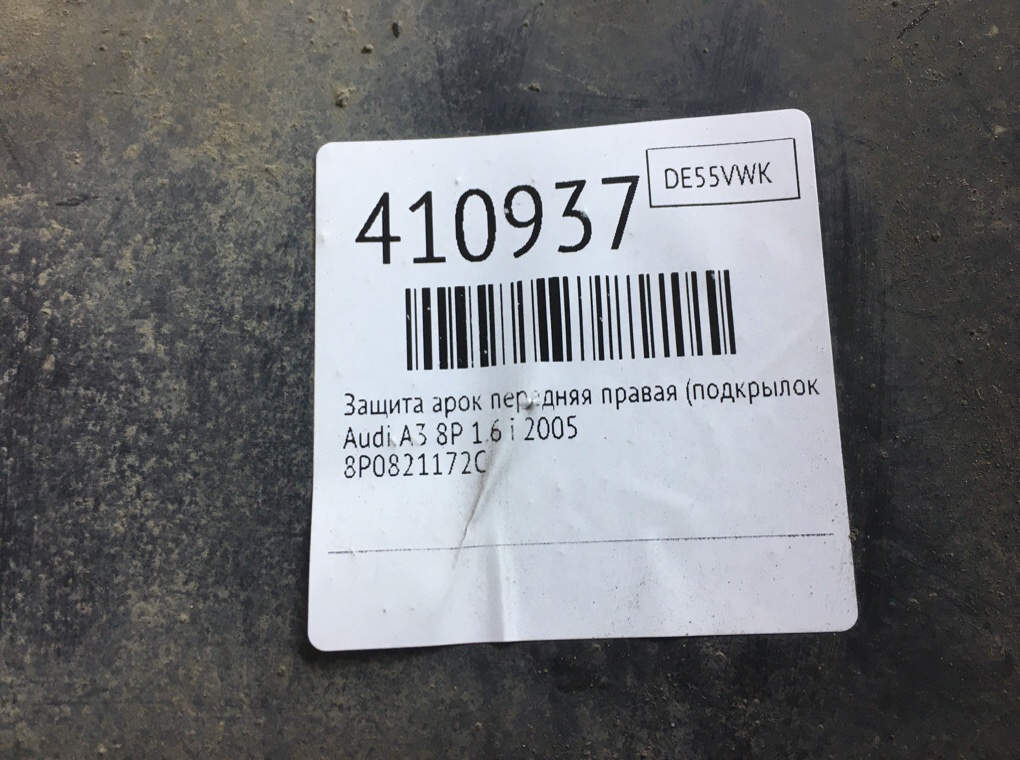 410937
DE55VWK
Защита арок передняя правая (подкрылок
Audi A3 8P 1.6 i 2005
8P0821172C